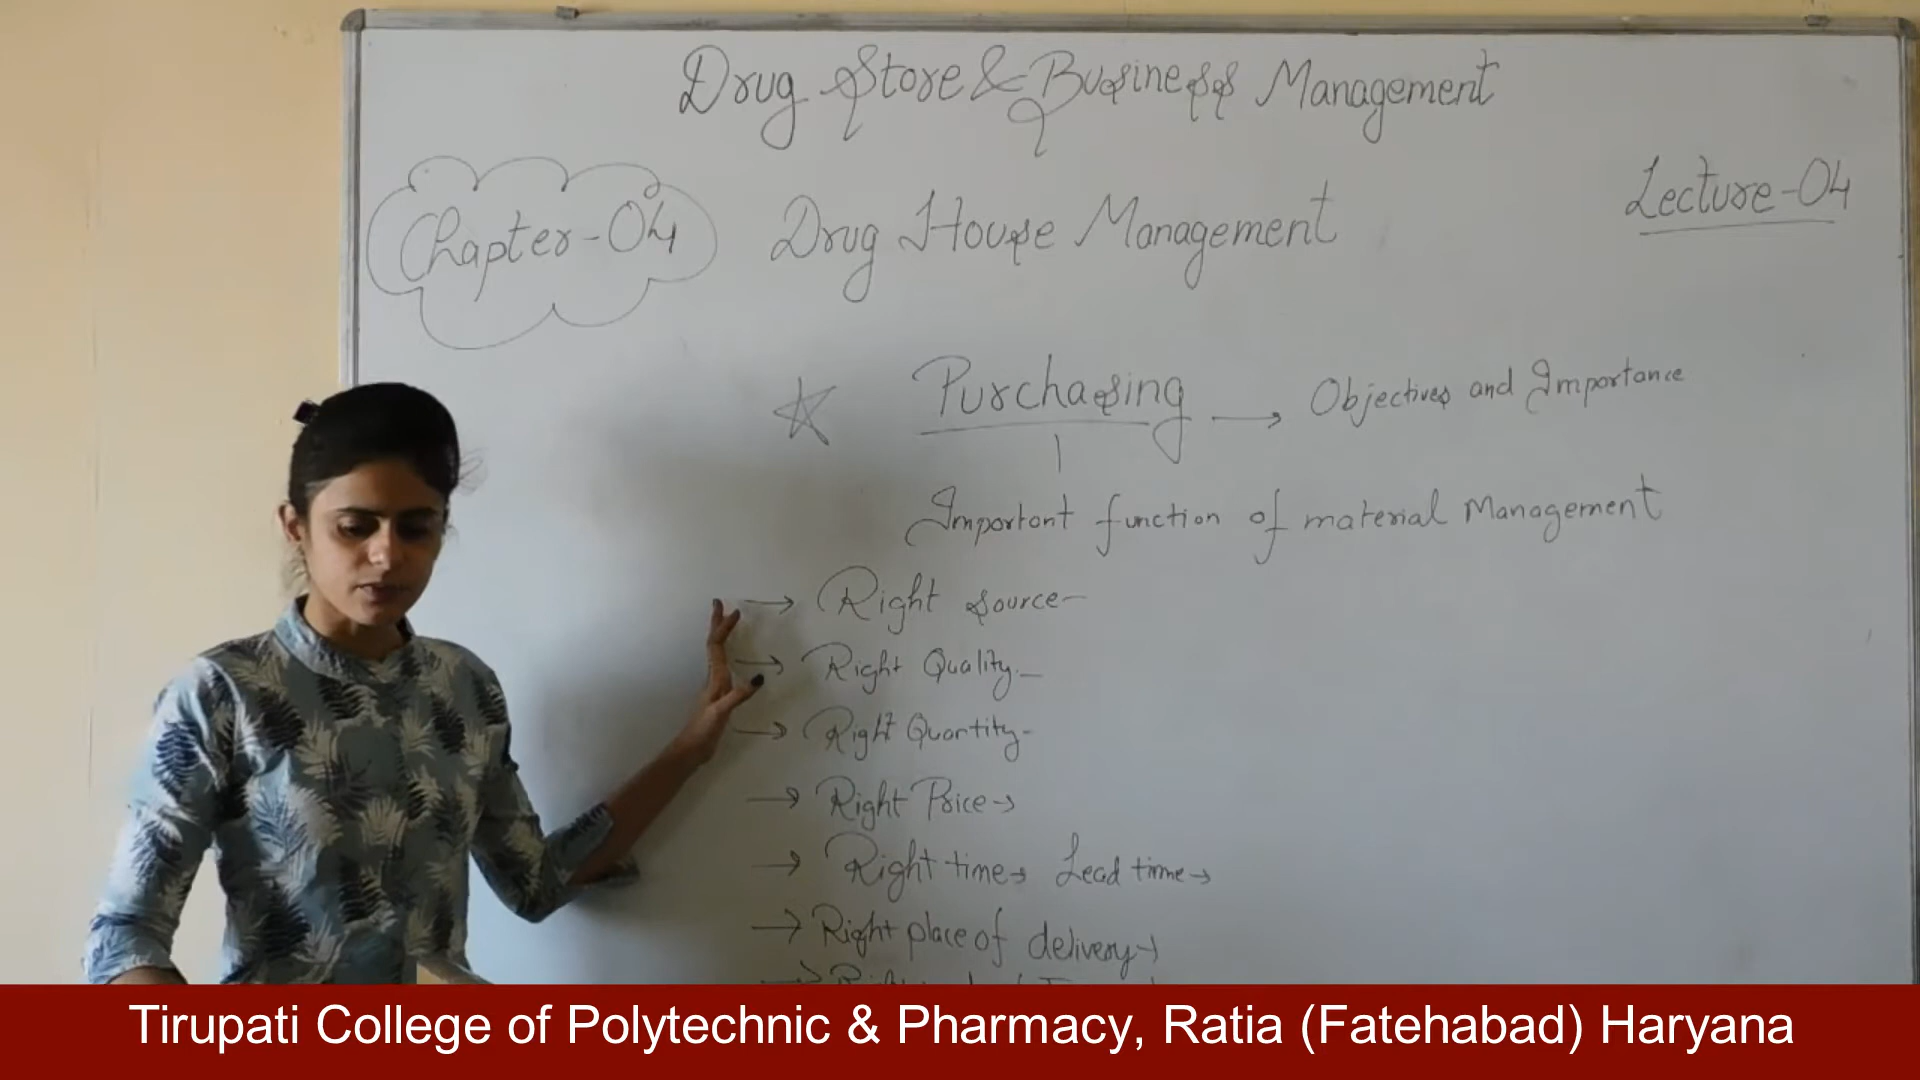 Drug Store & Business Management
Chapter-04 Drug House Management Lecture-04
Purchasing → Objectives and Importance
Important function of material Management
→ Right source-
→ Right Quality-
→ Right Quantity-
→ Right Price →
→ Right time → Lead time →
→ Right place of delivery →
Tirupati College of Polytechnic & Pharmacy, Ratia (Fatehabad) Haryana